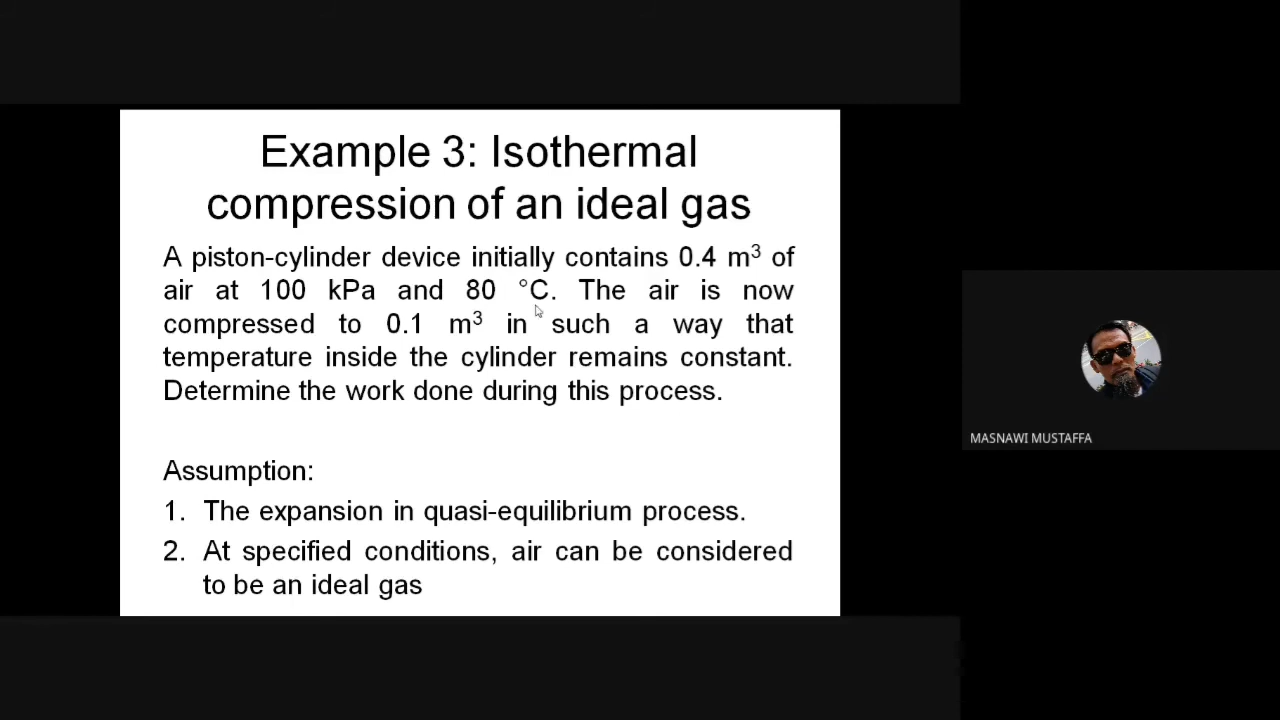 Example 3: Isothermal
compression of an ideal gas
A piston-cylinder device initially contains 0.4 m³ of
air at 100 kPa and 80 °C. The air is now
compressed to 0.1 m³ in such a way that
temperature inside the cylinder remains constant.
Determine the work done during this process.
Assumption:
1. The expansion in quasi-equilibrium process.
2. At specified conditions, air can be considered
to be an ideal gas
MASNAWI MUSTAFFA